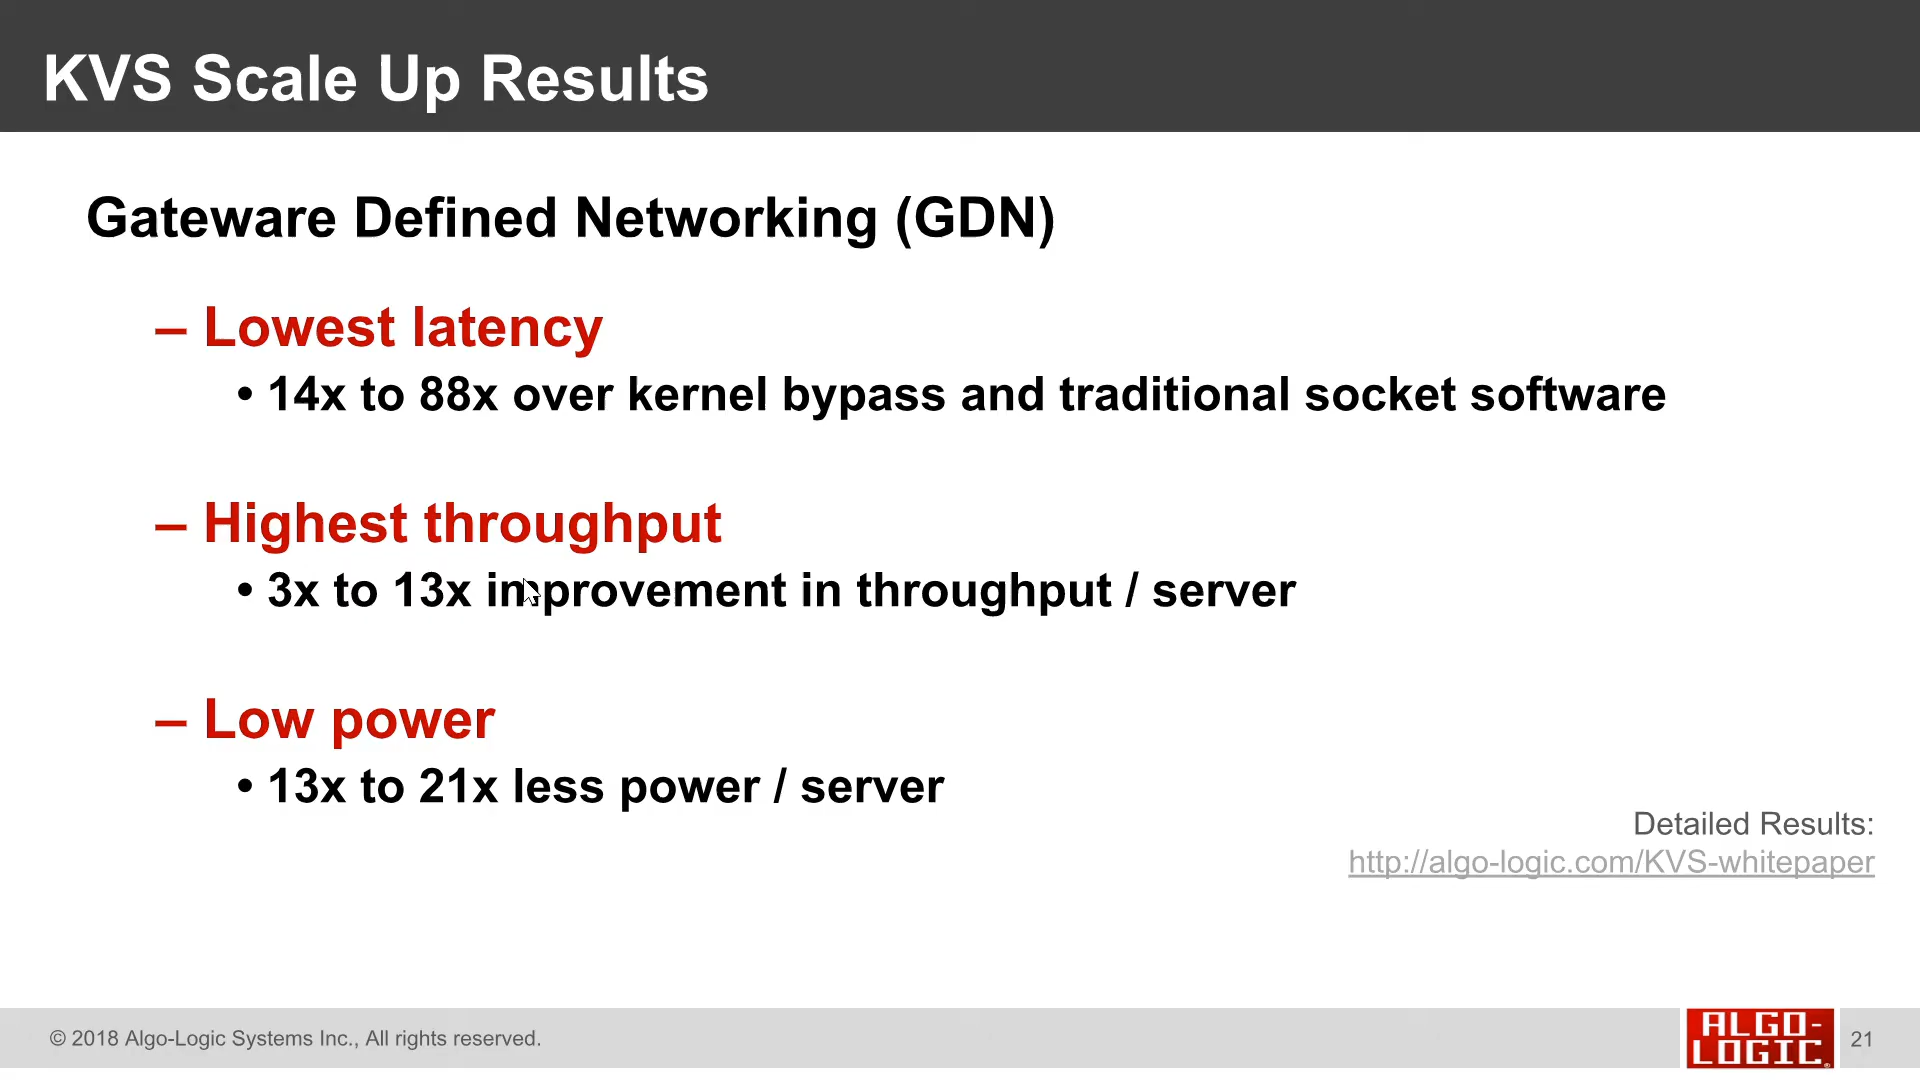 KVS Scale Up Results
Gateware Defined Networking (GDN)
– Lowest latency
• 14x to 88x over kernel bypass and traditional socket software
– Highest throughput
• 3x to 13x improvement in throughput / server
– Low power
• 13x to 21x less power / server
Detailed Results:
http://algo-logic.com/KVS-whitepaper
© 2018 Algo-Logic Systems Inc., All rights reserved.
ALGO-
LOGIC®
21